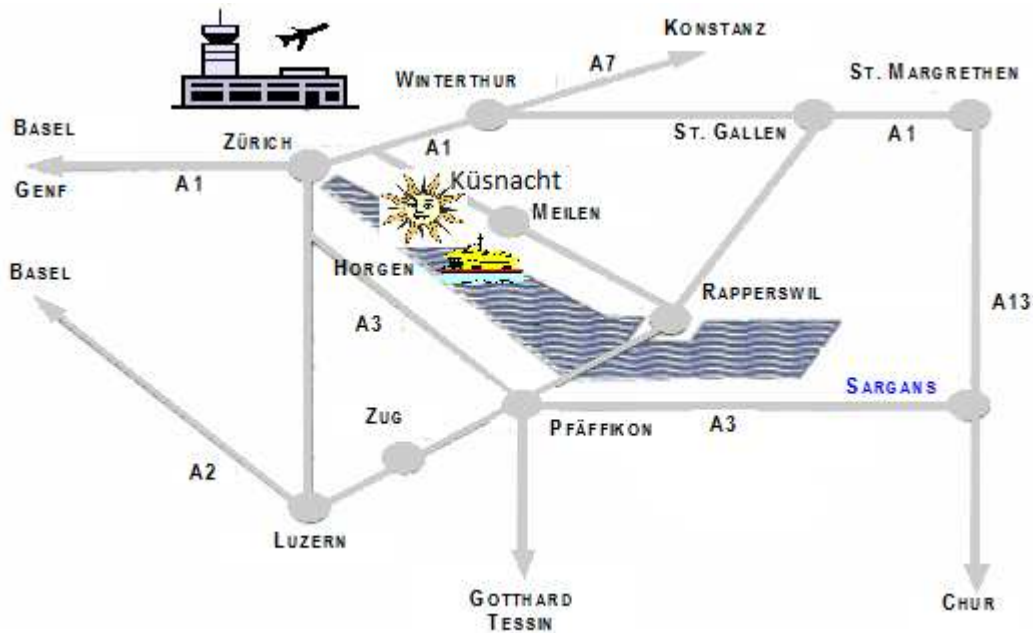 KONSTANZ
A7
WINTERTHUR
ST. MARGRETHEN
BASEL
ZÜRICH
A1
ST. GALLEN
A1
GENF
A1
Küsnacht
MEILEN
BASEL
HORGEN
RAPPERSWIL
A13
A3
SARGANS
ZUG
PFÄFFIKON
A3
A2
LUZERN
GOTTHARD
TESSIN
CHUR